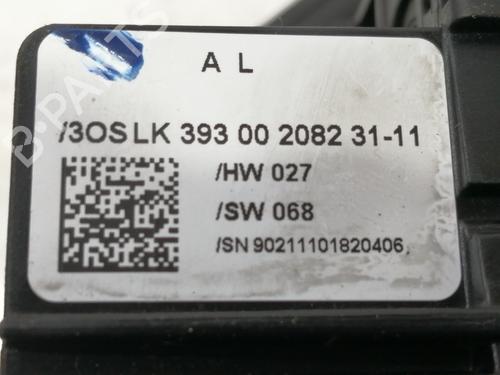 A L
/3OS LK 393 00 2082 31-11
/HW 027
/SW 068
/SN 90211101820406
B-PARTS